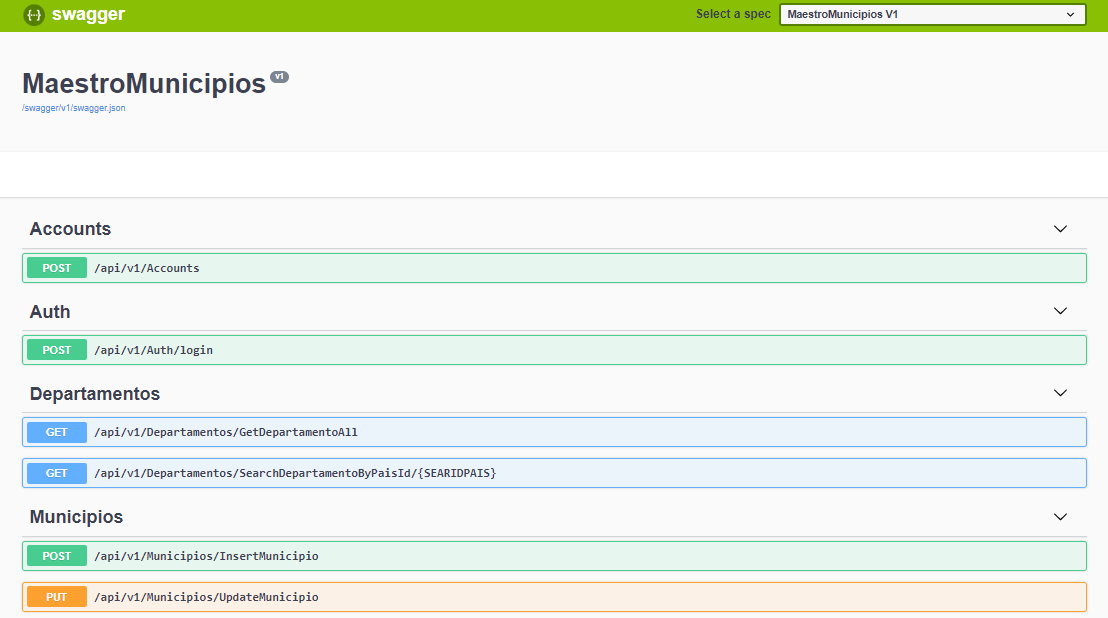 swagger
Select a spec
MaestroMunicipios V1
MaestroMunicipios v1
/swagger/v1/swagger.json
Accounts
POST /api/v1/Accounts
Auth
POST /api/v1/Auth/login
Departamentos
GET /api/v1/Departamentos/GetDepartamentoAll
GET /api/v1/Departamentos/SearchDepartamentoByPaisId/{SEARIDPAIS}
Municipios
POST /api/v1/Municipios/InsertMunicipio
PUT /api/v1/Municipios/UpdateMunicipio